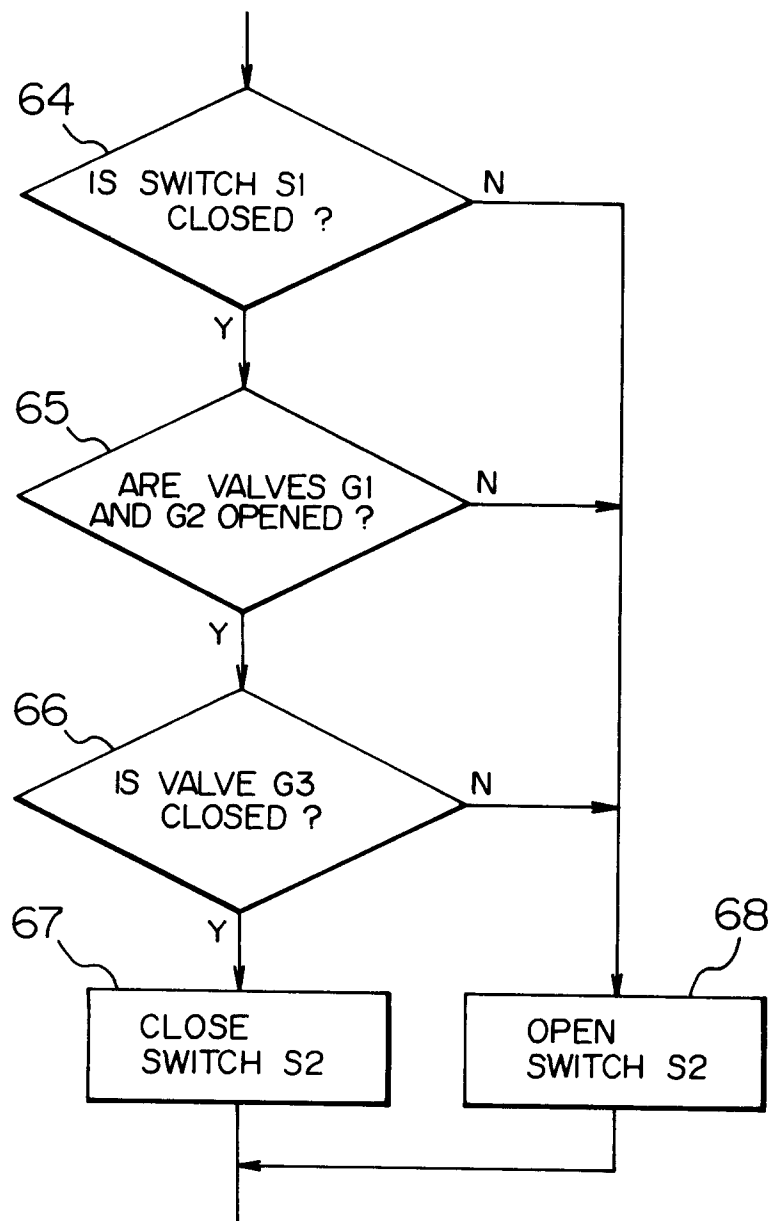 64
IS SWITCH S1
CLOSED ?
N
Y
65
ARE VALVES G1
AND G2 OPENED ?
N
Y
66
IS VALVE G3
CLOSED ?
N
Y
67
CLOSE
SWITCH S2
68
OPEN
SWITCH S2